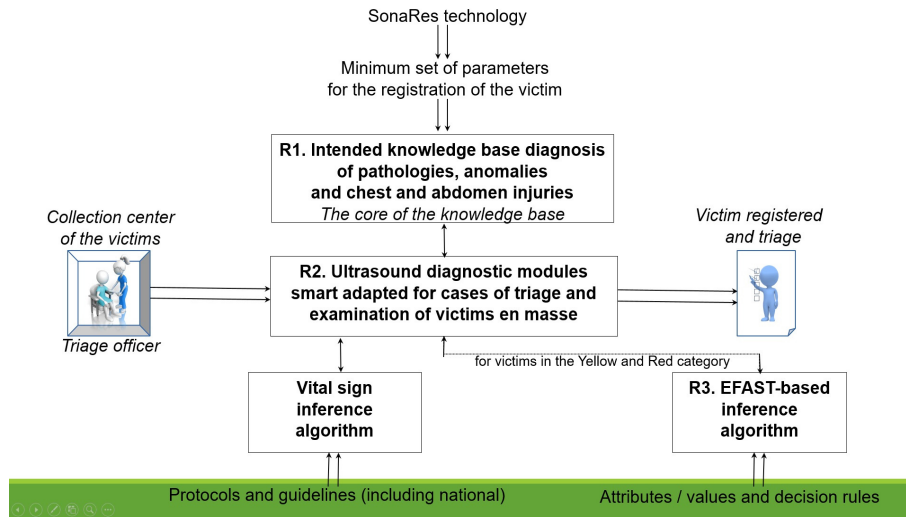 SonaRes technology
Minimum set of parameters
for the registration of the victim
R1. Intended knowledge base diagnosis
of pathologies, anomalies
and chest and abdomen injuries
The core of the knowledge base
Collection center
of the victims
Triage officer
R2. Ultrasound diagnostic modules
smart adapted for cases of triage and
examination of victims en masse
Victim registered
and triage
for victims in the Yellow and Red category
Vital sign
inference
algorithm
R3. EFAST-based
inference
algorithm
Protocols and guidelines (including national)
Attributes / values and decision rules